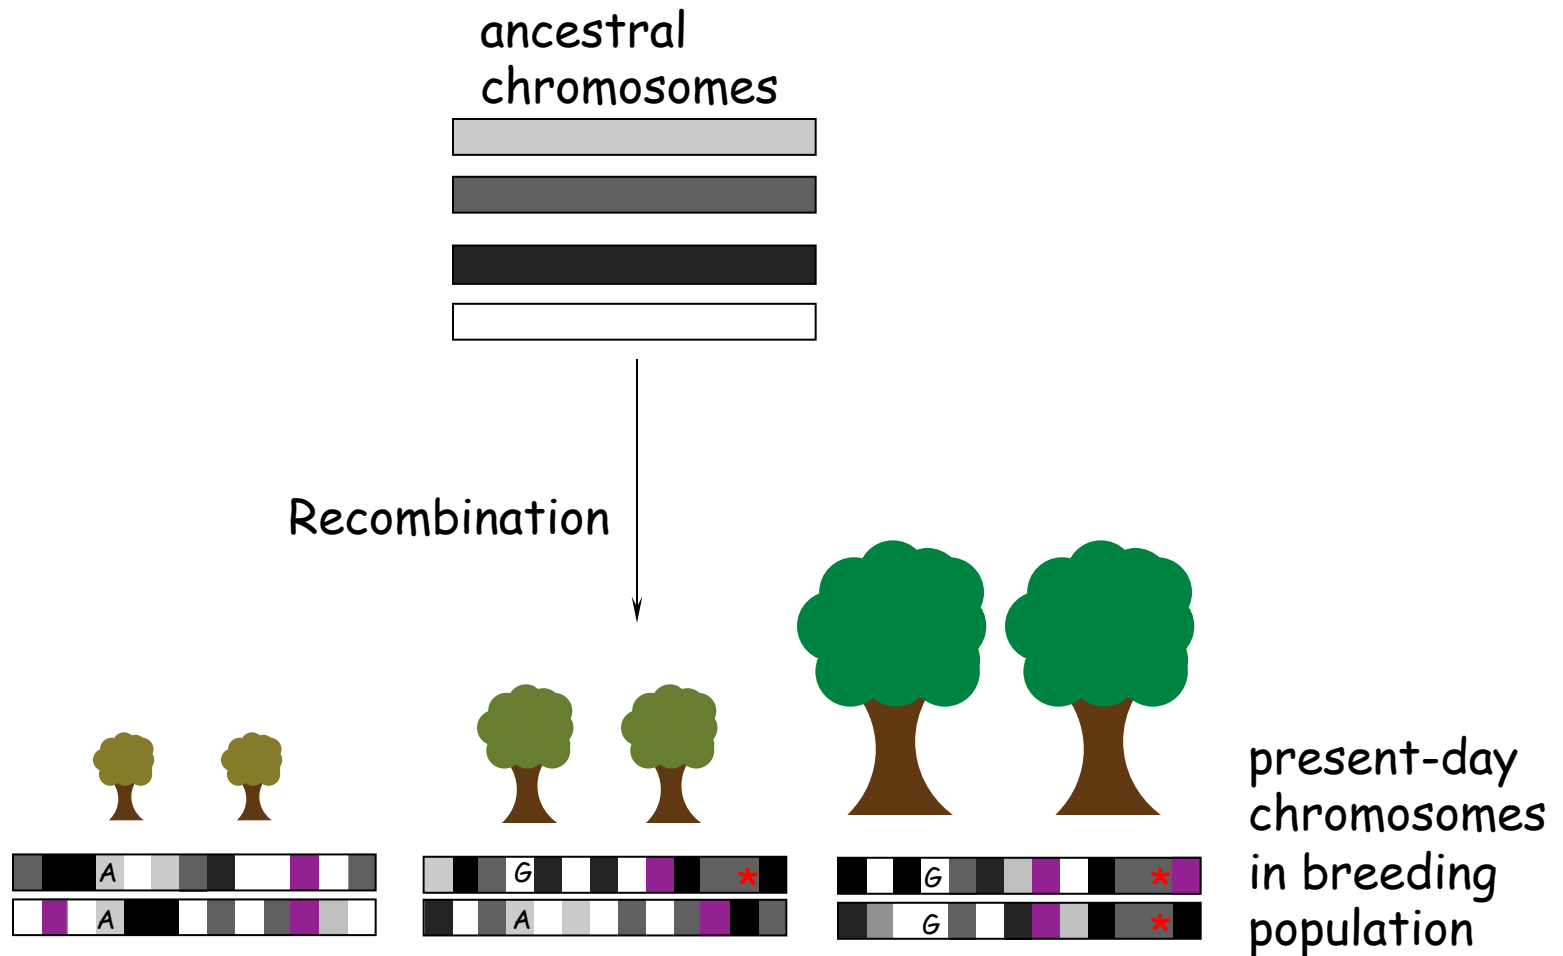 ancestral
chromosomes
Recombination
present-day
chromosomes
in breeding
population
A
G
*
G
*
A
A
G
*